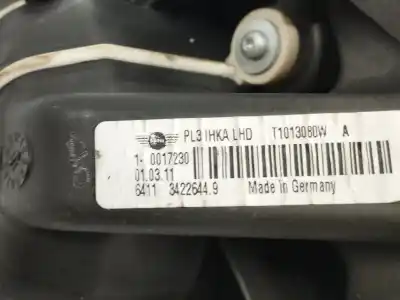 PL3 IHKA LHD T1013080W A
1- 0017230
01.03.11
6411 3422644.9 Made in Germany